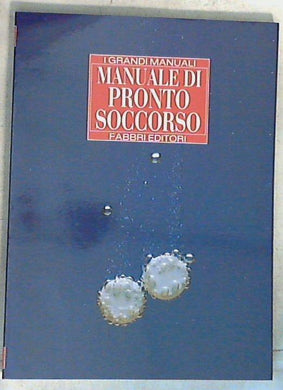 I GRANDI MANUALI
MANUALE DI
PRONTO
SOCCORSO
FABBRI EDITORI